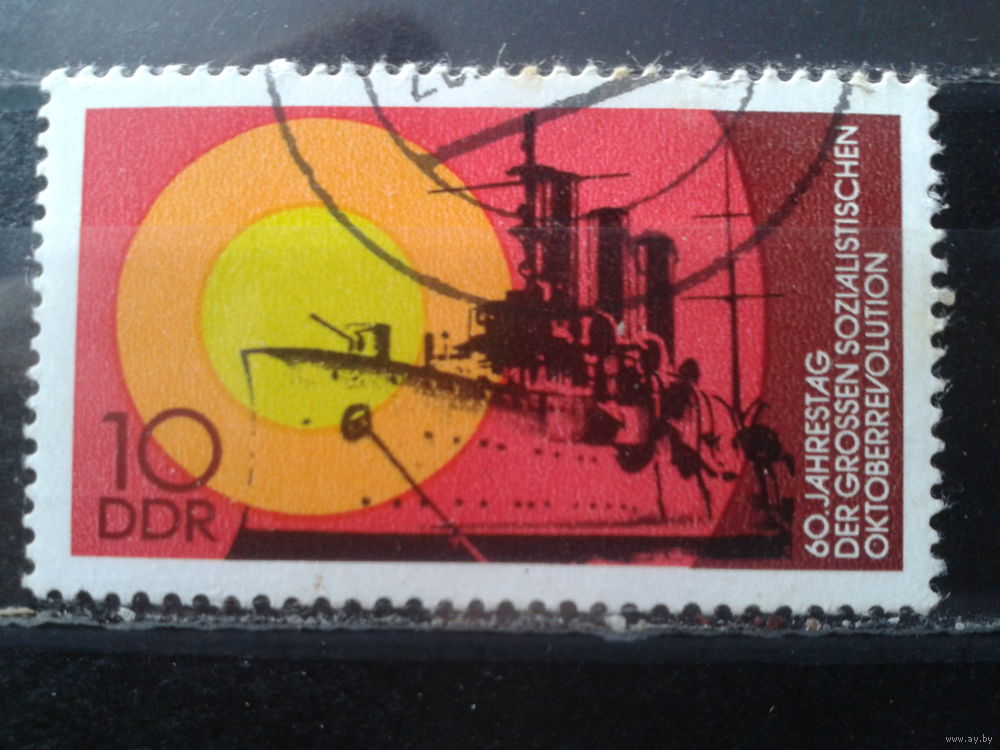 10
DDR
60. JAHRESTAG
DER GROSSEN SOZIALISTISCHEN
OKTOBERREVOLUTION
www.ay.by